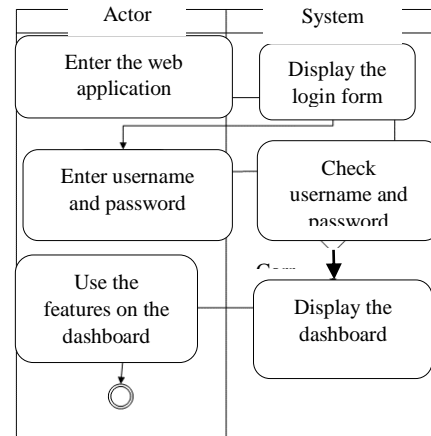 Actor
System
Enter the web
application
Display the
login form
Enter username
and password
Check
username and
password
Use the
features on the
dashboard
Display the
dashboard